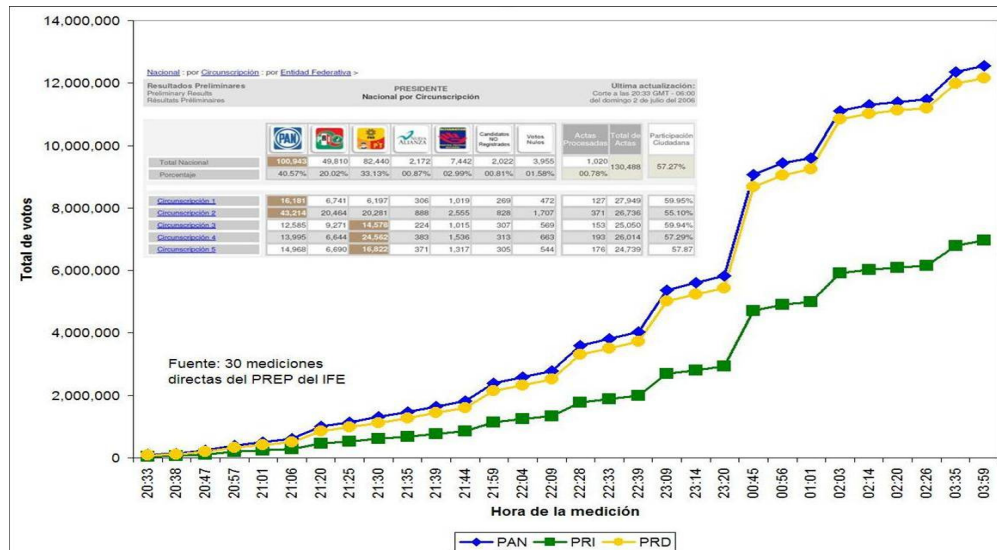 14,000,000
12,000,000
10,000,000
8,000,000
6,000,000
4,000,000
2,000,000
0
Total de votos
Nacional : por Circunscripción : por Entidad Federativa >
Resultados Preliminares
Preliminary Results
Résultats Préliminaires
PRESIDENTE
Nacional por Circunscripción
Última actualización:
Corte a las 20:33 GMT - 06:00
del domingo 2 de julio del 2006
PAN PT NUEVA ALIANZA Candidatos NO Registrados Votos Nulos Actas Procesadas Total de Actas Participación Ciudadana
Total Nacional 100,943 49,810 82,440 2,172 7,442 2,022 3,955 1,020 130,488 57.27%
Porcentaje 40.57% 20.02% 33.13% 00.87% 02.99% 00.81% 01.58% 00.78%
Circunscripción 1 16,181 6,741 6,197 306 1,019 269 472 127 27,949 59.95%
Circunscripción 2 43,214 20,464 20,281 888 2,555 828 1,707 371 26,736 55.10%
Circunscripción 3 12,585 9,271 14,578 224 1,015 307 569 153 25,050 59.94%
Circunscripción 4 13,995 6,644 24,562 383 1,536 313 663 193 26,014 57.29%
Circunscripción 5 14,968 6,690 16,822 371 1,317 305 544 176 24,739 57.87
Fuente: 30 mediciones
directas del PREP del IFE
20:33 20:38 20:47 20:57 21:01 21:06 21:20 21:25 21:30 21:35 21:39 21:44 21:59 22:04 22:09 22:28 22:33 22:39 23:09 23:14 23:20 00:45 00:56 01:01 02:03 02:14 02:20 02:26 03:35 03:59
Hora de la medición
PAN PRI PRD